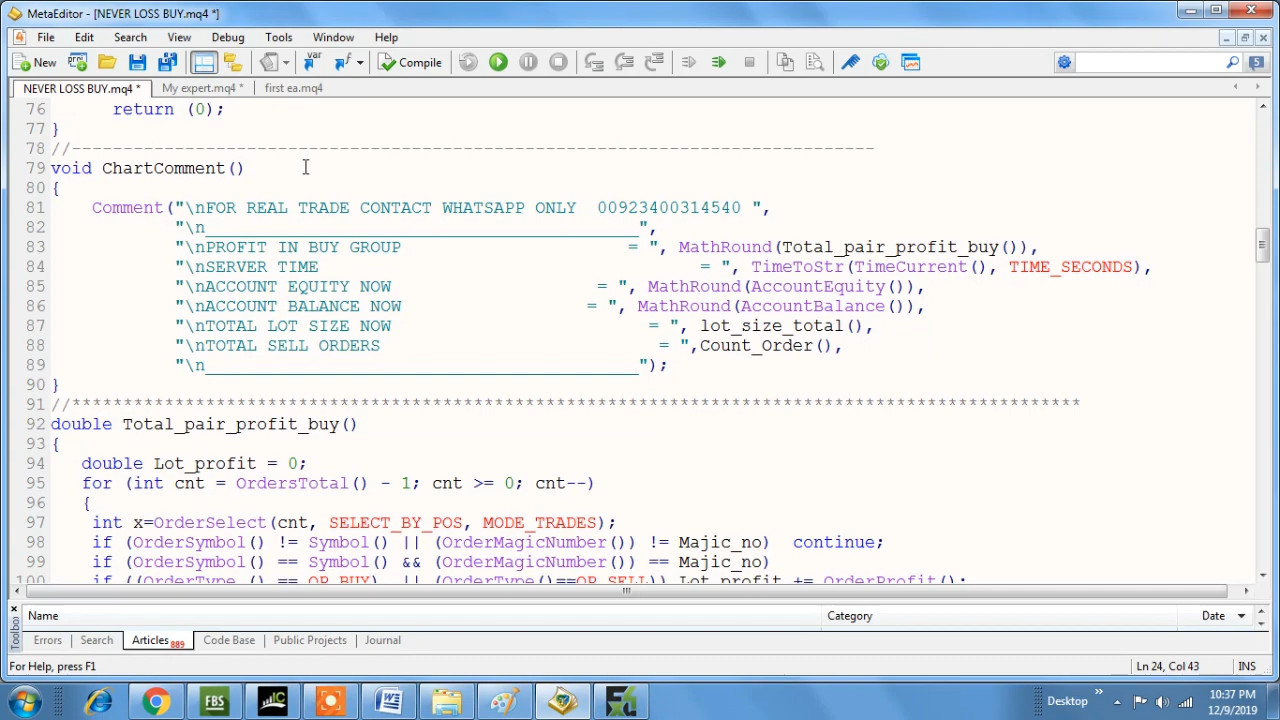 MetaEditor - [NEVER LOSS BUY.mq4 *]
File Edit Search View Debug Tools Window Help
New var Compile 5
NEVER LOSS BUY.mq4 * My expert.mq4 * first ea.mq4
76 return (0);
77 }
78 //------------------------------------------------------------------------------
79 void ChartComment()
80 {
81 Comment("\nFOR REAL TRADE CONTACT WHATSAPP ONLY 00923400314540 ",
82 "\n__________________________________________",
83 "\nPROFIT IN BUY GROUP = ", MathRound(Total_pair_profit_buy()),
84 "\nSERVER TIME = ", TimeToStr(TimeCurrent(), TIME_SECONDS),
85 "\nACCOUNT EQUITY NOW = ", MathRound(AccountEquity()),
86 "\nACCOUNT BALANCE NOW = ", MathRound(AccountBalance()),
87 "\nTOTAL LOT SIZE NOW = ", lot_size_total(),
88 "\nTOTAL SELL ORDERS = ",Count_Order(),
89 "\n__________________________________________");
90 }
91 //**************************************************************************************************
92 double Total_pair_profit_buy()
93 {
94 double Lot_profit = 0;
95 for (int cnt = OrdersTotal() - 1; cnt >= 0; cnt--)
96 {
97 int x=OrderSelect(cnt, SELECT_BY_POS, MODE_TRADES);
98 if (OrderSymbol() != Symbol() || (OrderMagicNumber()) != Majic_no) continue;
99 if (OrderSymbol() == Symbol() && (OrderMagicNumber()) == Majic_no)
100 if ((OrderType () == OP_BUY) || (OrderType()==OP_SELL)) Lot_profit += OrderProfit();
Name Category Date
Toolbox
Errors Search Articles 889 Code Base Public Projects Journal
For Help, press F1 Ln 24, Col 43 INS
FBS Desktop 10:37 PM
12/9/2019